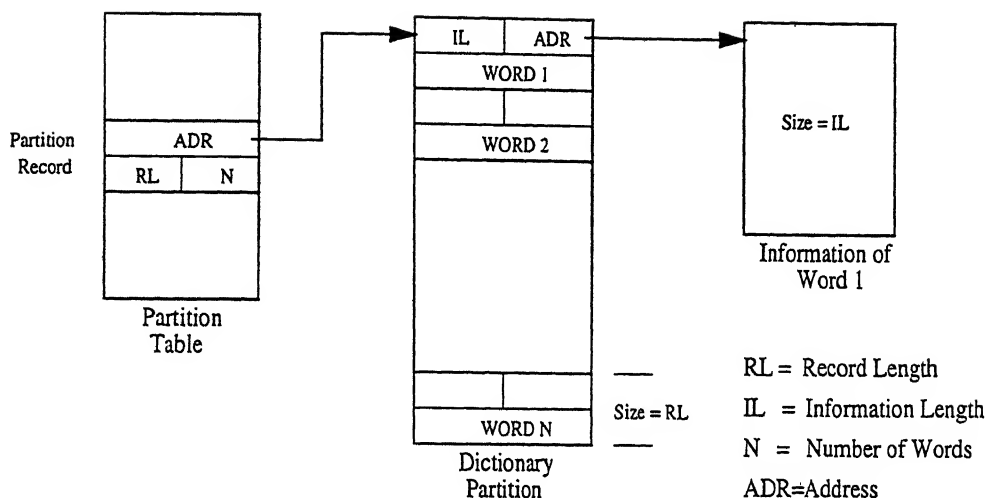 Partition
Record
ADR
RL N
Partition
Table
IL ADR
WORD 1
WORD 2
WORD N
Dictionary
Partition
Size = RL
Size = IL
Information of
Word 1
RL = Record Length
IL = Information Length
N = Number of Words
ADR=Address